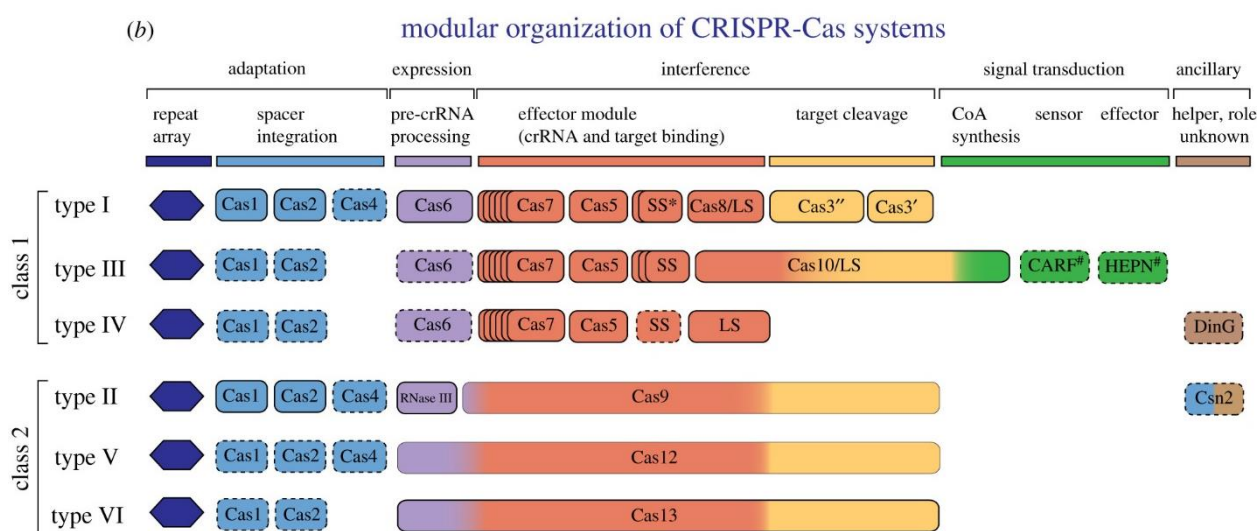 (b) modular organization of CRISPR-Cas systems
adaptation expression interference signal transduction ancillary
repeat spacer pre-crRNA effector module target cleavage CoA sensor effector helper, role
array integration processing (crRNA and target binding) synthesis unknown
class 1
type I Cas1 Cas2 Cas4 Cas6 Cas7 Cas5 SS* Cas8/LS Cas3″ Cas3′
type III Cas1 Cas2 Cas6 Cas7 Cas5 SS Cas10/LS CARF# HEPN#
type IV Cas1 Cas2 Cas6 Cas7 Cas5 SS LS DinG
class 2
type II Cas1 Cas2 Cas4 RNase III Cas9 Csn2
type V Cas1 Cas2 Cas4 Cas12
type VI Cas1 Cas2 Cas13